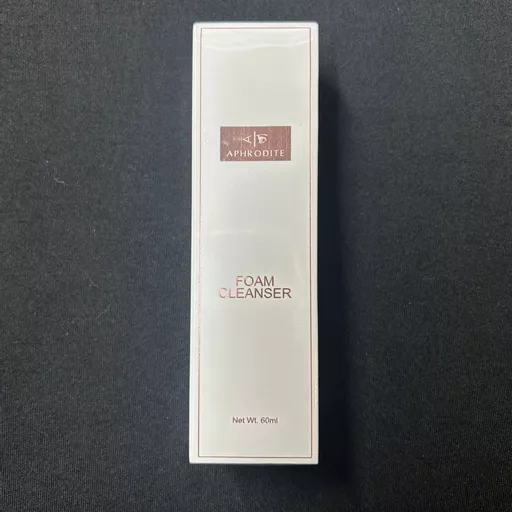 APHRODITE
FOAM
CLEANSER
Net Wt. 60ml